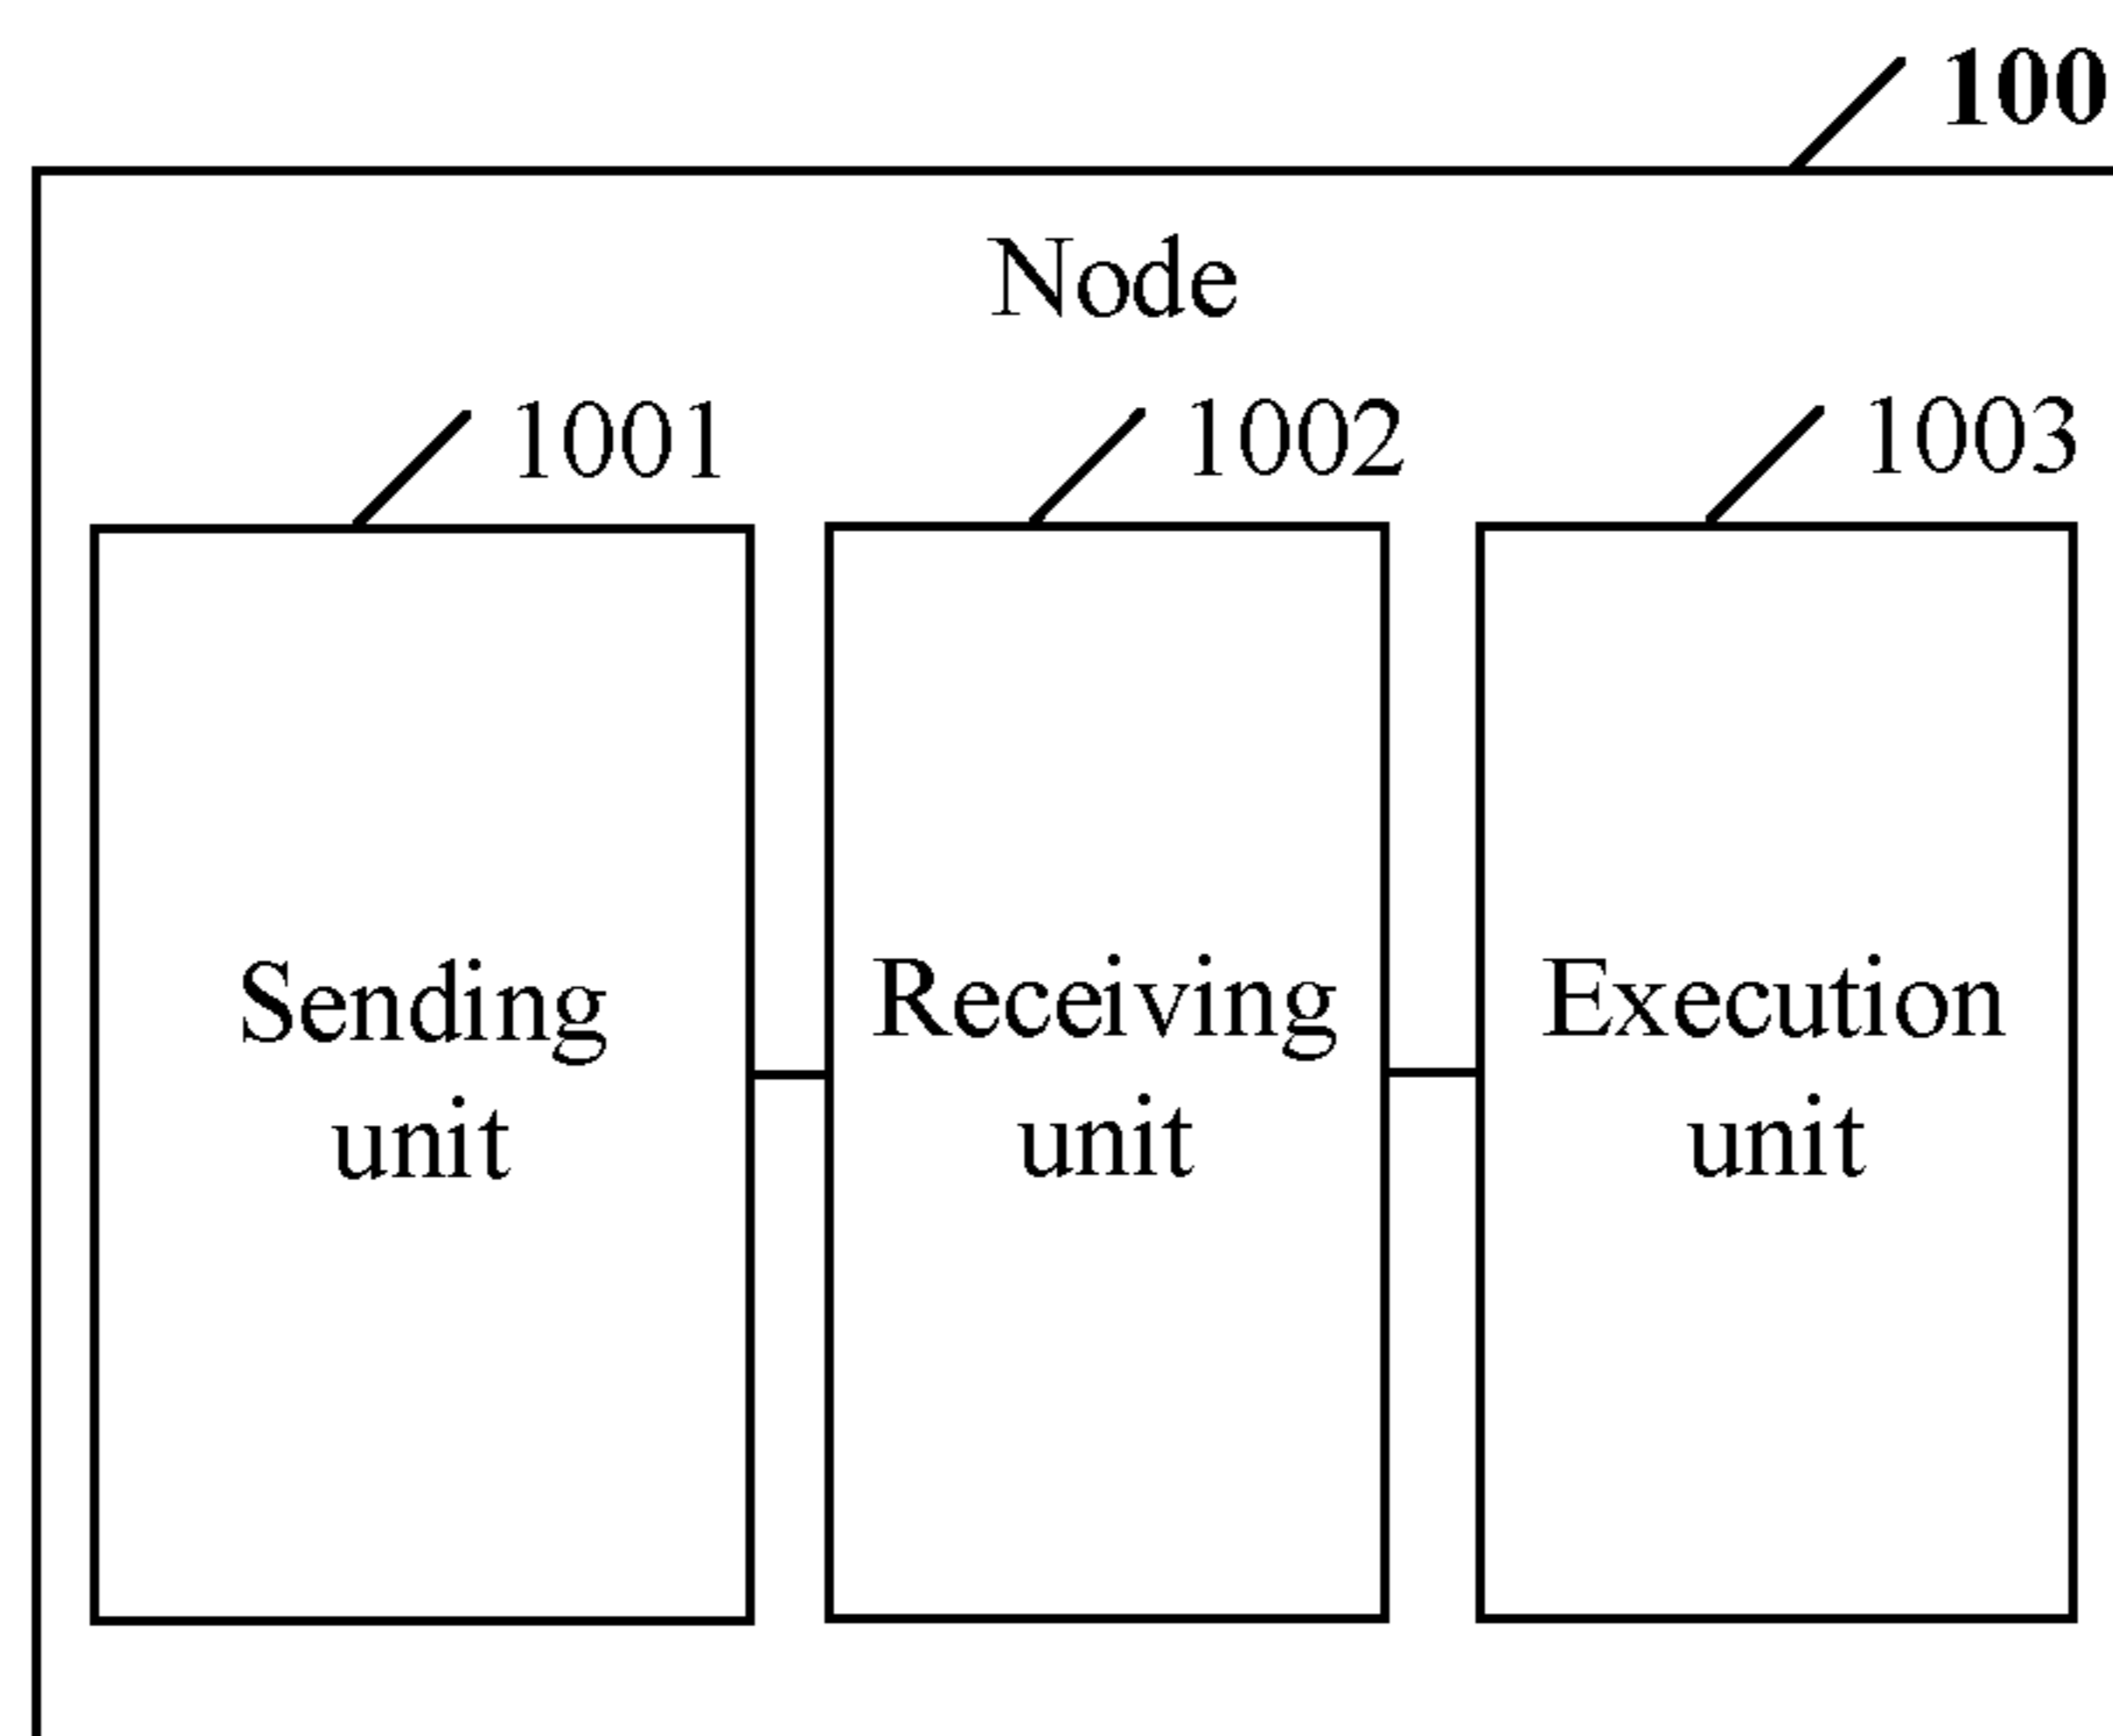 100
Node
1001 1002 1003
Sending
unit
Receiving
unit
Execution
unit